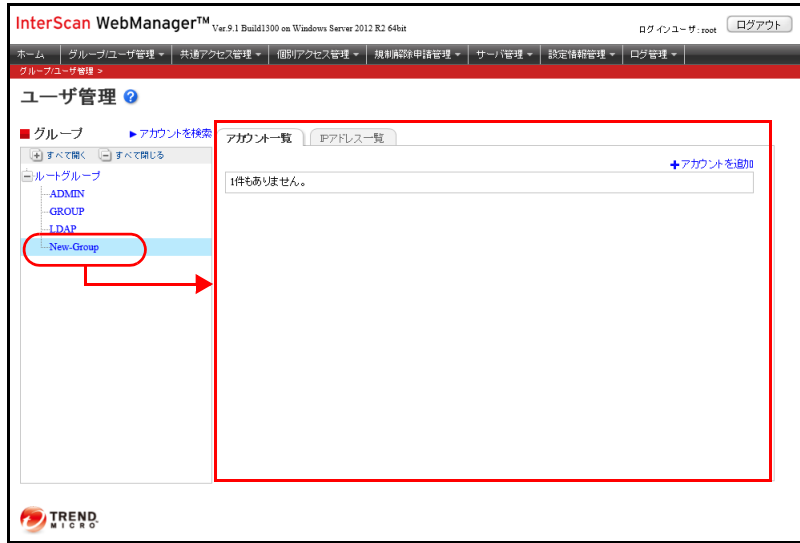 InterScan WebManager™ Ver.9.1 Build1300 on Windows Server 2012 R2 64bit
ログインユーザ:root ログアウト
ホーム グループ/ユーザ管理 共通アクセス管理 個別アクセス管理 規制解除申請管理 サーバ管理 設定情報管理 ログ管理
グループ/ユーザ管理 >
ユーザ管理 ?
グループ ▶アカウントを検索
すべて開く すべて閉じる
ルートグループ
ADMIN
GROUP
LDAP
New-Group
アカウント一覧 IPアドレス一覧
+アカウントを追加
1件もありません。
TREND MICRO